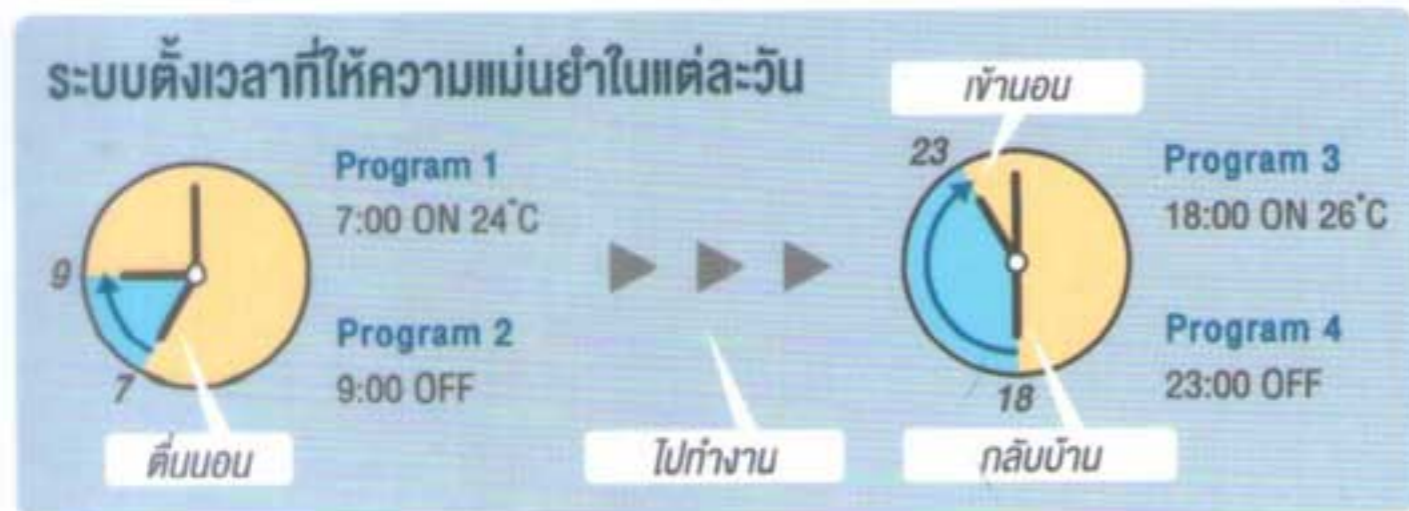 ระบบตั้งเวลาที่ให้ความแม่นยำในแต่ละวัน
Program 1
7:00 ON 24°C
Program 2
9:00 OFF
9
7
ตื่นนอน
ไปทำงาน
เข้านอน
23
18
กลับบ้าน
Program 3
18:00 ON 26°C
Program 4
23:00 OFF